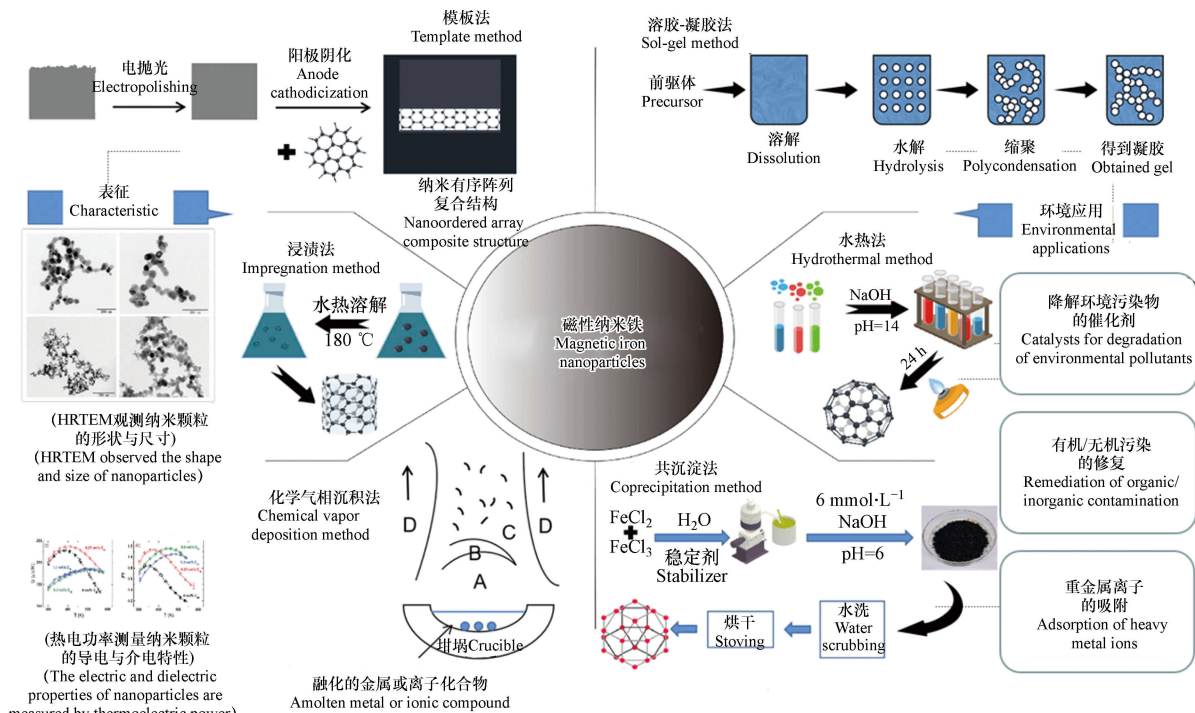 模板法
Template method
电抛光
Electropolishing
阳极阴化
Anode
cathodicization
纳米有序阵列
复合结构
Nanoordered array
composite structure
溶胶-凝胶法
Sol-gel method
前驱体
Precursor
溶解
Dissolution
水解
Hydrolysis
缩聚
Polycondensation
得到凝胶
Obtained gel
表征
Characteristic
(HRTEM观测纳米颗粒
的形状与尺寸)
(HRTEM observed the shape
and size of nanoparticles)
(热电功率测量纳米颗粒
的导电与介电特性)
(The electric and dielectric
properties of nanoparticles are
measured by thermoelectric power)
浸渍法
Impregnation method
水热溶解
180 ℃
磁性纳米铁
Magnetic iron
nanoparticles
水热法
Hydrothermal method
NaOH
pH=14
24 h
环境应用
Environmental
applications
降解环境污染物
的催化剂
Catalysts for degradation
of environmental pollutants
有机/无机污染
的修复
Remediation of organic/
inorganic contamination
重金属离子
的吸附
Adsorption of heavy
metal ions
化学气相沉积法
Chemical vapor
deposition method
D
D
C
B
A
坩埚Crucible
融化的金属或离子化合物
Amolten metal or ionic compound
共沉淀法
Coprecipitation method
FeCl₂
FeCl₃
H₂O
稳定剂
Stabilizer
6 mmol·L⁻¹
NaOH
pH=6
水洗
Water
scrubbing
烘干
Stoving